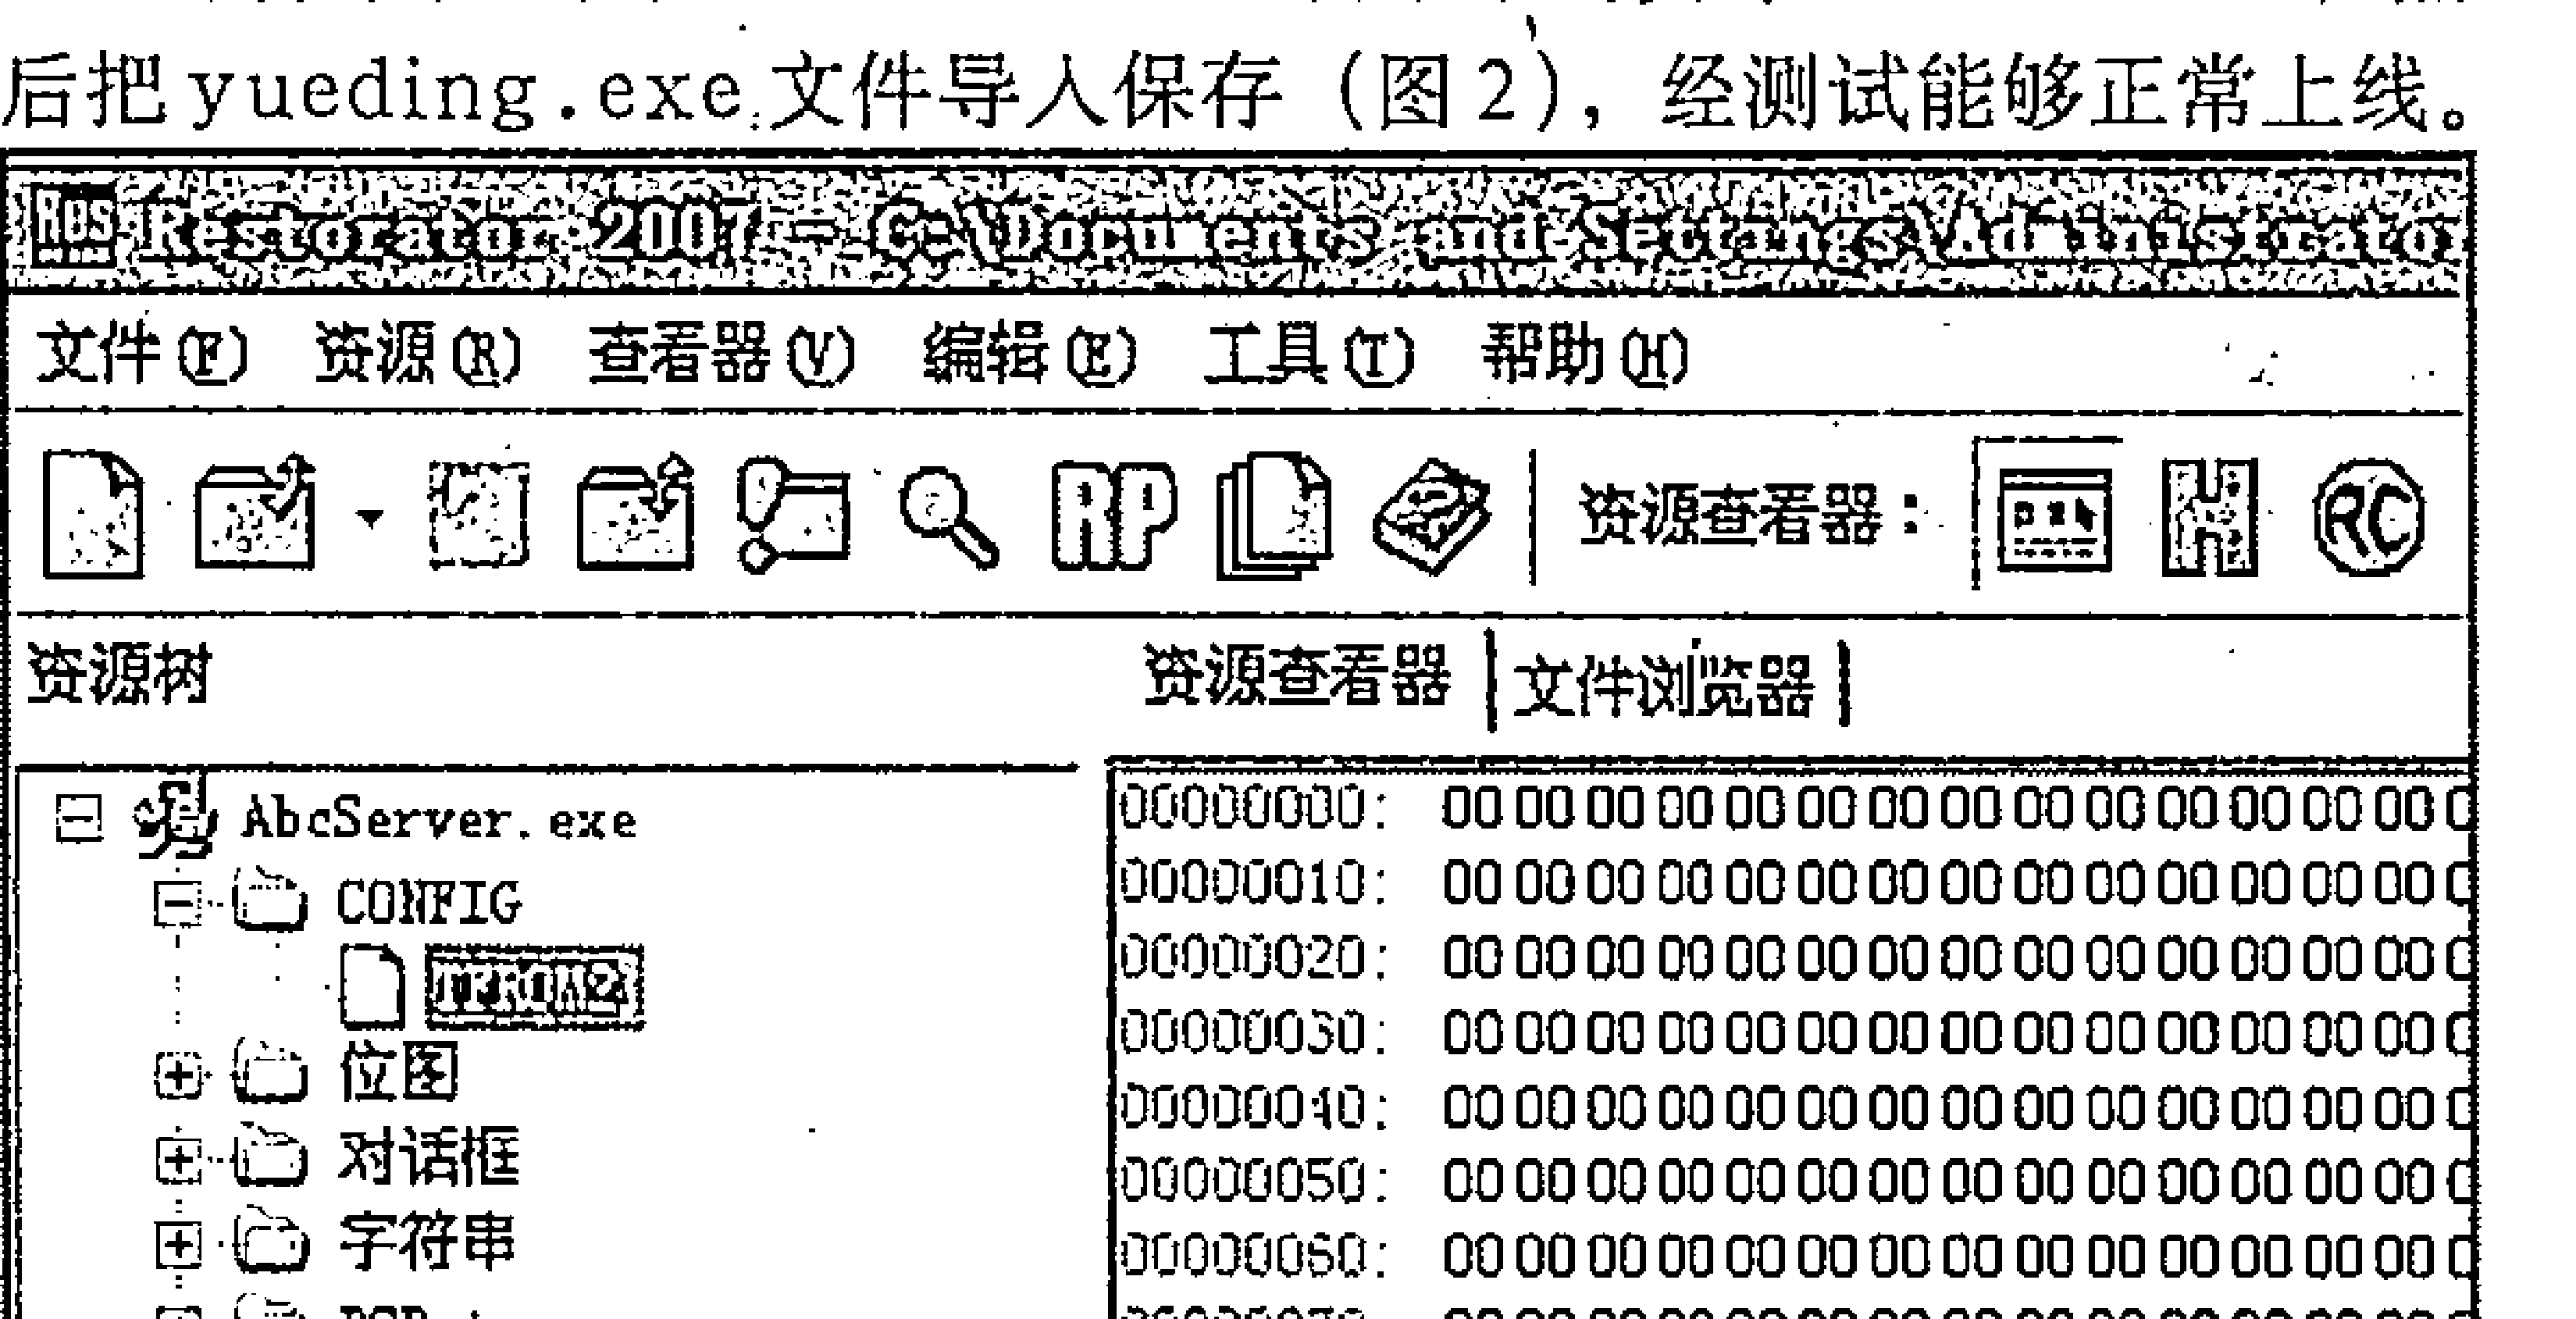 后把yueding.exe文件导人保存（图2），经测试能够正常上线。
Restorator 2007 - C:\Documents and Settings\Administrator
文件(F) 资源(R) 查看器(V) 编辑(E) 工具(T) 帮助(H)
RP 资源查看器： RC
资源树 资源查看器 文件浏览器
AbcServer.exe
CONFIG
位图
对话框
字符串
00000000: 00 00 00 00 00 00 00 00 00 00 00 00 00 00
00000010: 00 00 00 00 00 00 00 00 00 00 00 00 00 00
00000020: 00 00 00 00 00 00 00 00 00 00 00 00 00 00
00000030: 00 00 00 00 00 00 00 00 00 00 00 00 00 00
00000040: 00 00 00 00 00 00 00 00 00 00 00 00 00 00
00000050: 00 00 00 00 00 00 00 00 00 00 00 00 00 00
00000060: 00 00 00 00 00 00 00 00 00 00 00 00 00 00